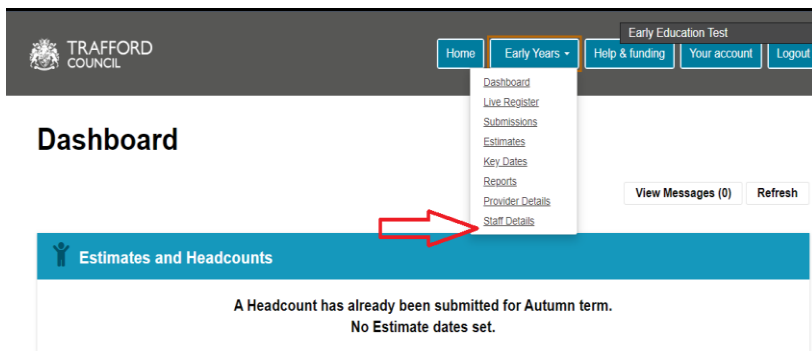 TRAFFORD
COUNCIL
Early Education Test
Home
Early Years
Help & funding
Your account
Logout
Dashboard
Live Register
Submissions
Estimates
Key Dates
Reports
Provider Details
Staff Details
Dashboard
View Messages (0)
Refresh
Estimates and Headcounts
A Headcount has already been submitted for Autumn term.
No Estimate dates set.